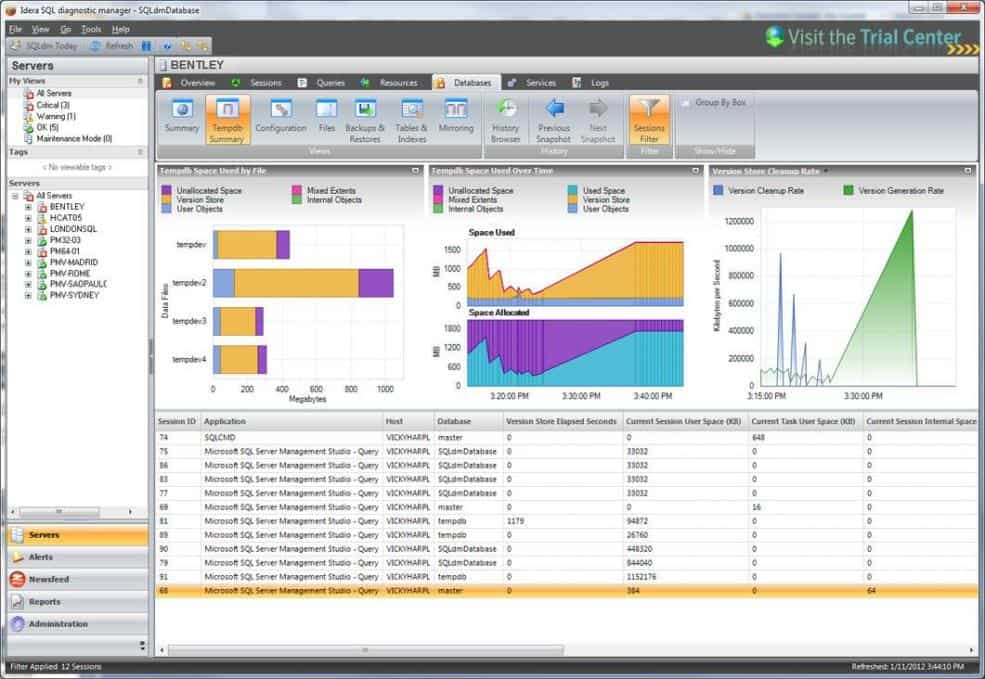 Idera SQL diagnostic manager - SQLdmDatabase
File View Go Tools Help
SQLdm Today Refresh
Visit the Trial Center
Servers
My Views
All Servers
Critical (3)
Warning (1)
OK (5)
Maintenance Mode (0)
Tags
< No viewable tags >
Servers
All Servers
BENTLEY
HCAT05
LONDONSQL
PM32-03
PM64-01
PMV-MADRID
PMV-ROME
PMV-SAOPAULO
PMV-SYDNEY
Servers
Alerts
Newsfeed
Reports
Administration
BENTLEY
Overview Sessions Queries Resources Databases Services Logs
Summary Tempdb Summary Configuration Files Backups & Restores Tables & Indexes Mirroring
Views
History Browser Previous Snapshot Next Snapshot
History
Sessions Filter
Filter
Group By Box
Show/Hide
Tempdb Space Used by File
Unallocated Space Mixed Extents
Version Store Internal Objects
User Objects
Data Files
tempdev
tempdev2
tempdev3
tempdev4
0 200 400 600 800 1000
Megabytes
Tempdb Space Used Over Time
Unallocated Space Used Space
Mixed Extents Version Store
Internal Objects User Objects
Space Used
MB
1500
1000
500
0
Space Allocated
MB
1800
1200
600
0
3:20:00 PM 3:30:00 PM 3:40:00 PM
Version Store Cleanup Rate
Version Cleanup Rate Version Generation Rate
Kilobytes per Second
1200000
1000000
800000
600000
400000
200000
0
3:15:00 PM 3:30:00 PM
Session ID Application Host Database Version Store Elapsed Seconds Current Session User Space (KB) Current Task User Space (KB) Current Session Internal Space
74 SQLCMD VICKYHARPL master 0 0 648 0
75 Microsoft SQL Server Management Studio - Query VICKYHARPL SQLdmDatabase 0 33032 0 0
86 Microsoft SQL Server Management Studio - Query VICKYHARPL SQLdmDatabase 0 33032 0 0
83 Microsoft SQL Server Management Studio - Query VICKYHARPL SQLdmDatabase 0 33032 0 0
77 Microsoft SQL Server Management Studio - Query VICKYHARPL SQLdmDatabase 0 33032 0 0
69 Microsoft SQL Server Management Studio - Query VICKYHARPL master 0 0 16 0
81 Microsoft SQL Server Management Studio - Query VICKYHARPL tempdb 1179 94872 0 0
89 Microsoft SQL Server Management Studio - Query VICKYHARPL tempdb 0 26760 0 0
90 Microsoft SQL Server Management Studio - Query VICKYHARPL SQLdmDatabase 0 448320 0 0
79 Microsoft SQL Server Management Studio - Query VICKYHARPL SQLdmDatabase 0 844040 0 0
91 Microsoft SQL Server Management Studio - Query VICKYHARPL tempdb 0 1152176 0 0
68 Microsoft SQL Server Management Studio - Query VICKYHARPL master 0 384 0 64
Filter Applied 12 Sessions
Refreshed: 1/11/2012 3:44:10 PM